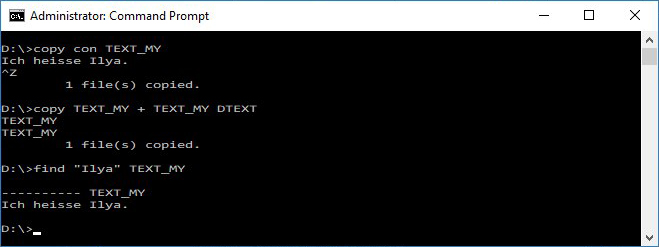 Administrator: Command Prompt
D:\>copy con TEXT_MY
Ich heisse Ilya.
^Z
        1 file(s) copied.
D:\>copy TEXT_MY + TEXT_MY DTEXT
TEXT_MY
TEXT_MY
        1 file(s) copied.
D:\>find "Ilya" TEXT_MY
---------- TEXT_MY
Ich heisse Ilya.
D:\>